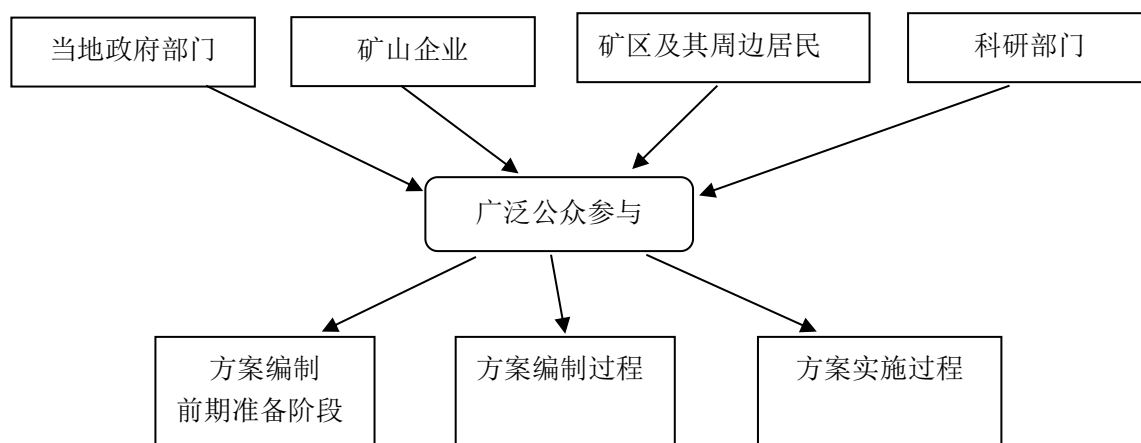 当地政府部门
矿山企业
矿区及其周边居民
科研部门
广泛公众参与
方案编制
前期准备阶段
方案编制过程
方案实施过程